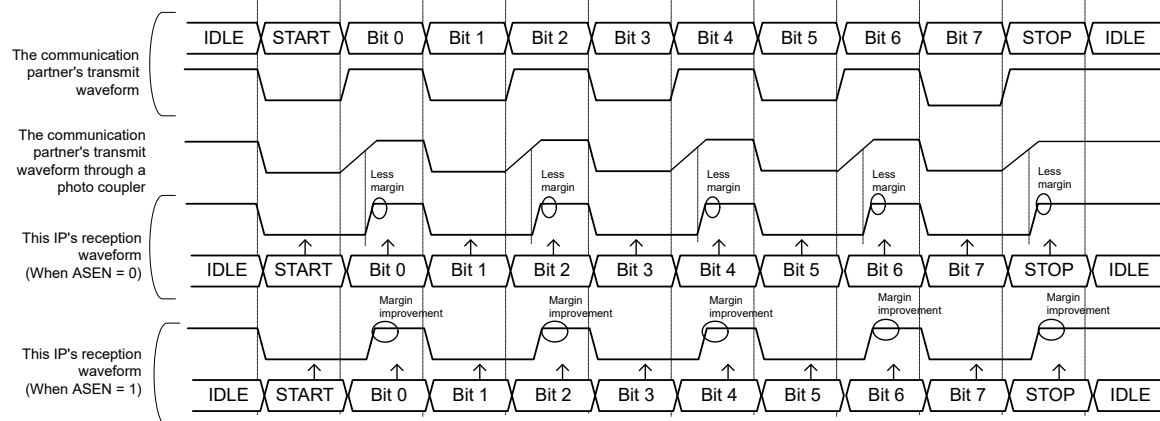 IDLE START Bit 0 Bit 1 Bit 2 Bit 3 Bit 4 Bit 5 Bit 6 Bit 7 STOP IDLE
The communication
partner's transmit
waveform
The communication
partner's transmit
waveform through a
photo coupler
Less
margin
Less
margin
Less
margin
Less
margin
Less
margin
This IP's reception
waveform
(When ASEN = 0)
IDLE START Bit 0 Bit 1 Bit 2 Bit 3 Bit 4 Bit 5 Bit 6 Bit 7 STOP IDLE
Margin
improvement
Margin
improvement
Margin
improvement
Margin
improvement
Margin
improvement
This IP's reception
waveform
(When ASEN = 1)
IDLE START Bit 0 Bit 1 Bit 2 Bit 3 Bit 4 Bit 5 Bit 6 Bit 7 STOP IDLE